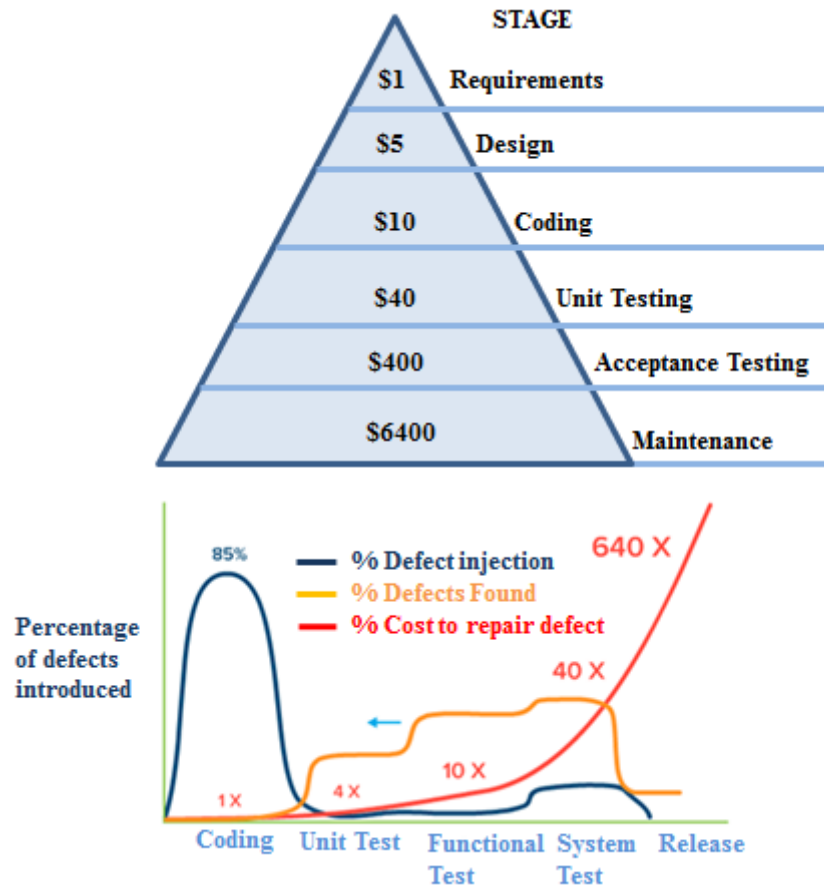 STAGE
$1 Requirements
$5 Design
$10 Coding
$40 Unit Testing
$400 Acceptance Testing
$6400 Maintenance
85%
% Defect injection
% Defects Found
% Cost to repair defect
640 X
Percentage
of defects
introduced
40 X
10 X
4 X
1 X
Coding
Unit Test
Functional
Test
System
Test
Release